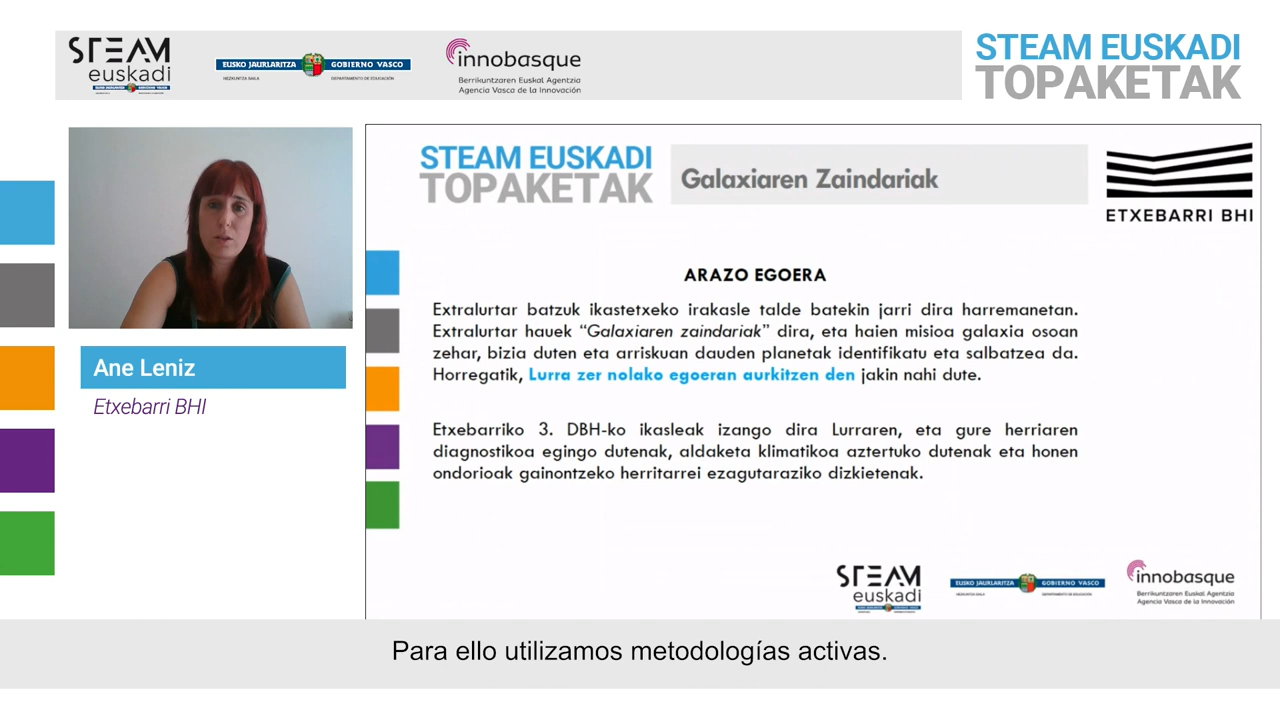 STEAM
euskadi
EUSKO JAURLARITZA GOBIERNO VASCO
HEZKUNTZA SAILA DEPARTAMENTO DE EDUCACIÓN
innobasque
Berrikuntzaren Euskal Agentzia
Agencia Vasca de la Innovación
STEAM EUSKADI
TOPAKETAK
Ane Leniz
Etxebarri BHI
STEAM EUSKADI
TOPAKETAK
Galaxiaren Zaindariak
ETXEBARRI BHI
ARAZO EGOERA
Extralurtar batzuk ikastetxeko irakasle talde batekin jarri dira harremanetan.
Extralurtar hauek “Galaxiaren zaindariak” dira, eta haien misioa galaxia osoan
zehar, bizia duten eta arriskuan dauden planetak identifikatu eta salbatzea da.
Horregatik, Lurra zer nolako egoeran aurkitzen den jakin nahi dute.
Etxebarriko 3. DBH-ko ikasleak izango dira Lurraren, eta gure herriaren
diagnostikoa egingo dutenak, aldaketa klimatikoa aztertuko dutenak eta honen
ondorioak gainontzeko herritarrei ezagutaraziko dizkietenak.
STEAM
euskadi
EUSKO JAURLARITZA GOBIERNO VASCO
HEZKUNTZA SAILA DEPARTAMENTO DE EDUCACIÓN
innobasque
Berrikuntzaren Euskal Agentzia
Agencia Vasca de la Innovación
Para ello utilizamos metodologías activas.